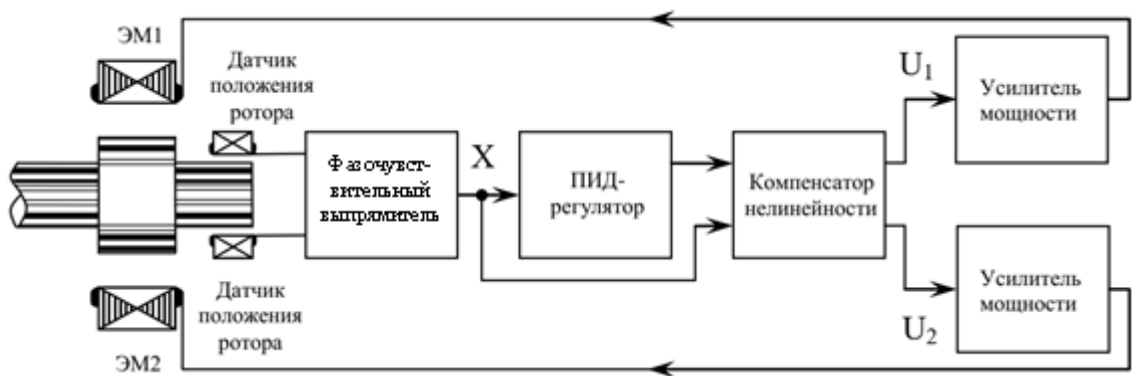 ЭМ1
Датчик
положения
ротора
Фазочувст-
вительный
выпрямитель
X
ПИД-
регулятор
Компенсатор
нелинейности
U1
Усилитель
мощности
U2
Усилитель
мощности
Датчик
положения
ротора
ЭМ2